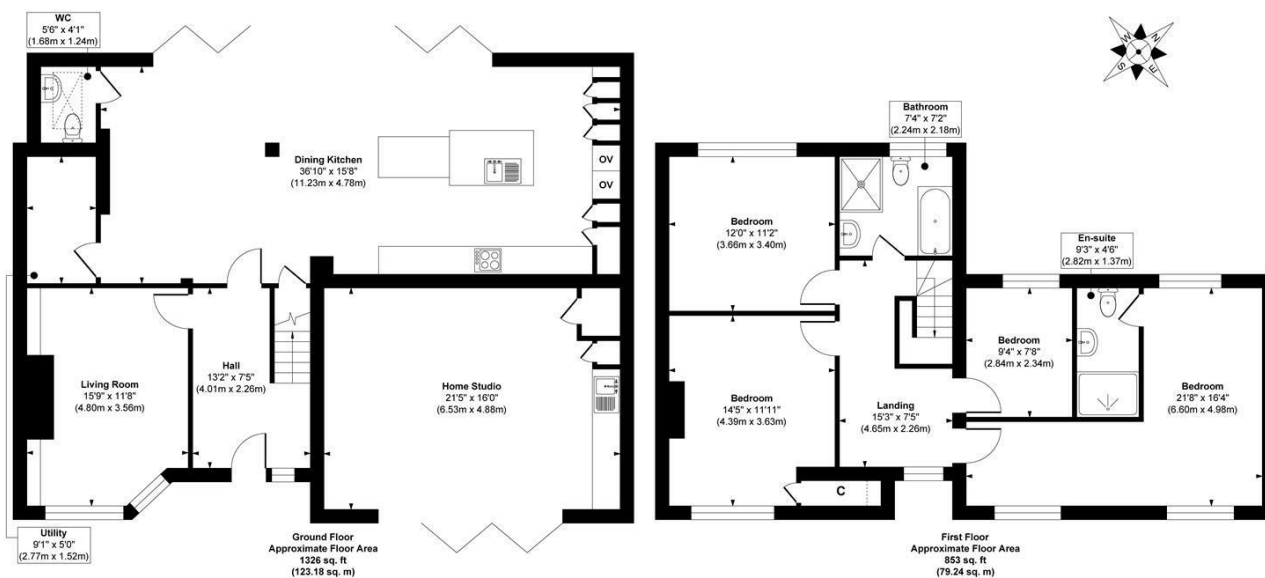 WC
5'6" x 4'1"
(1.68m x 1.24m)
Dining Kitchen
36'10" x 15'8"
(11.23m x 4.78m)
OV
OV
Living Room
15'9" x 11'8"
(4.80m x 3.56m)
Hall
13'2" x 7'5"
(4.01m x 2.26m)
Home Studio
21'5" x 16'0"
(6.53m x 4.88m)
Utility
9'1" x 5'0"
(2.77m x 1.52m)
Ground Floor
Approximate Floor Area
1326 sq. ft
(123.18 sq. m)
W
N
S
E
Bathroom
7'4" x 7'2"
(2.24m x 2.18m)
Bedroom
12'0" x 11'2"
(3.66m x 3.40m)
En-suite
9'3" x 4'6"
(2.82m x 1.37m)
Bedroom
9'4" x 7'8"
(2.84m x 2.34m)
Bedroom
21'8" x 16'4"
(6.60m x 4.98m)
Bedroom
14'5" x 11'11"
(4.39m x 3.63m)
Landing
15'3" x 7'5"
(4.65m x 2.26m)
C
First Floor
Approximate Floor Area
853 sq. ft
(79.24 sq. m)